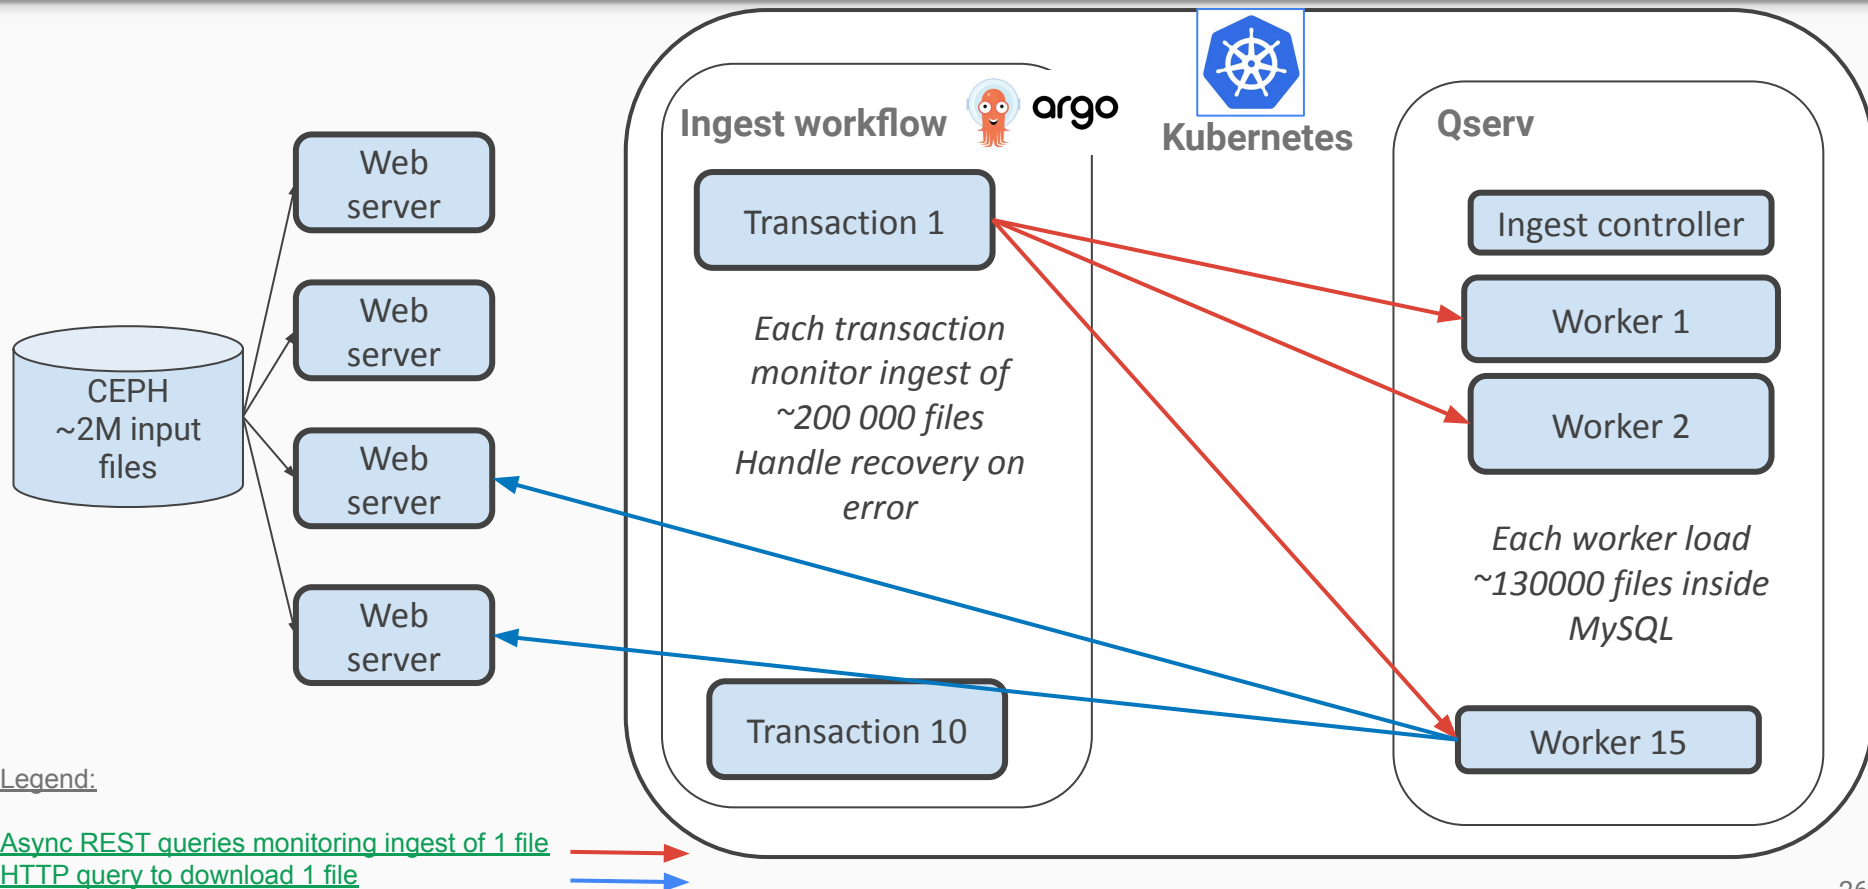 Ingest workflow
argo
Kubernetes
Qserv
Web
server
Web
server
Web
server
Web
server
CEPH
~2M input
files
Transaction 1
Each transaction
monitor ingest of
~200 000 files
Handle recovery on
error
Transaction 10
Ingest controller
Worker 1
Worker 2
Each worker load
~130000 files inside
MySQL
Worker 15
Legend:
Async REST queries monitoring ingest of 1 file
HTTP query to download 1 file